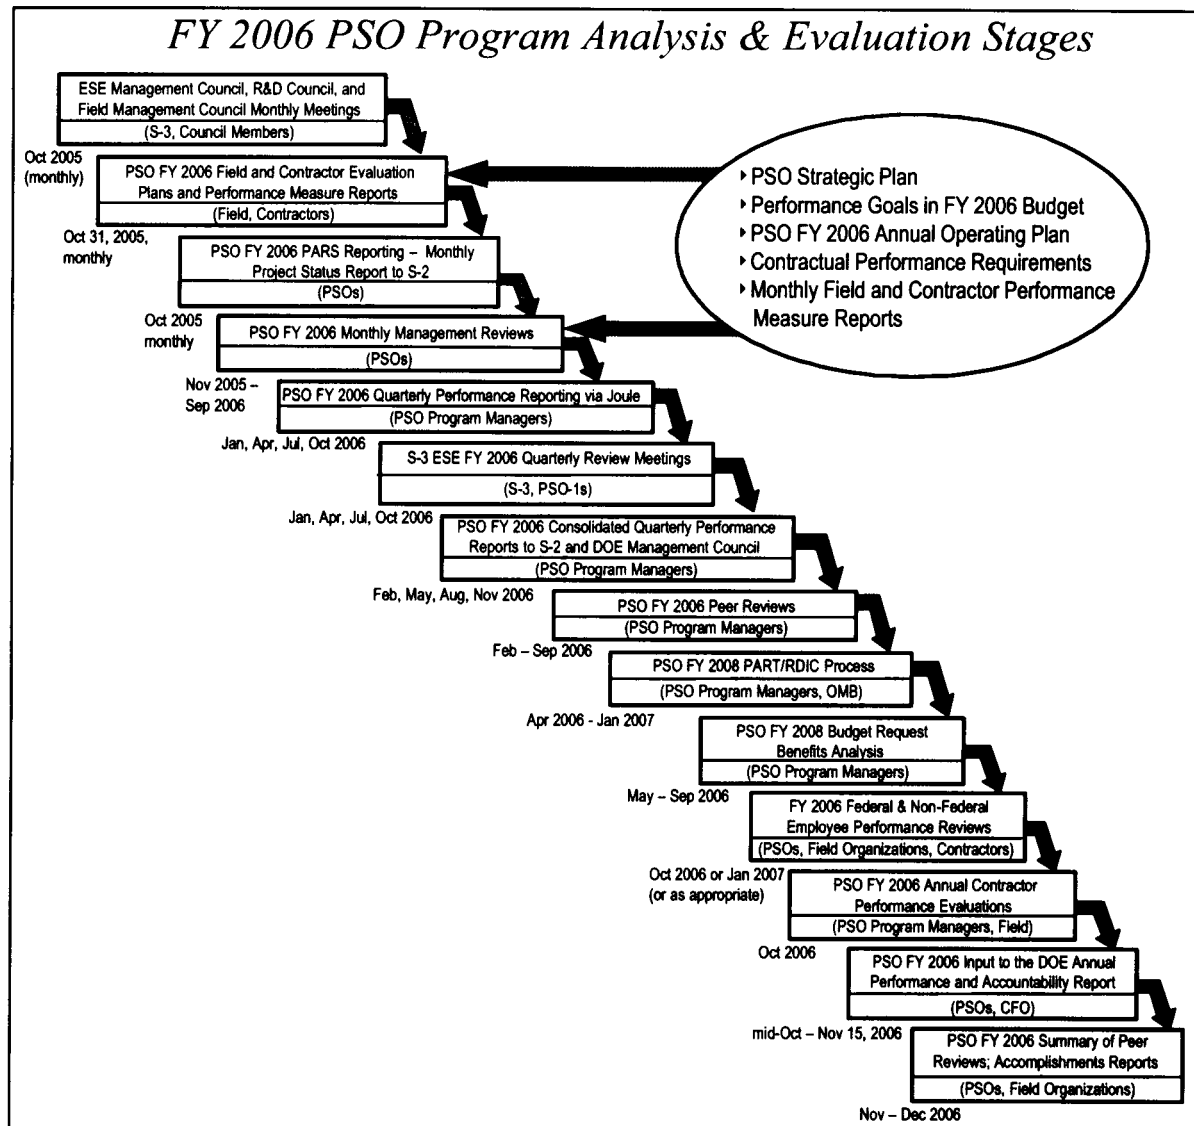 FY 2006 PSO Program Analysis & Evaluation Stages
ESE Management Council, R&D Council, and
Field Management Council Monthly Meetings
(S-3, Council Members)
Oct 2005
(monthly)
PSO FY 2006 Field and Contractor Evaluation
Plans and Performance Measure Reports
(Field, Contractors)
Oct 31, 2005,
monthly
PSO FY 2006 PARS Reporting – Monthly
Project Status Report to S-2
(PSOs)
Oct 2005
monthly
PSO FY 2006 Monthly Management Reviews
(PSOs)
Nov 2005 –
Sep 2006
PSO FY 2006 Quarterly Performance Reporting via Joule
(PSO Program Managers)
Jan, Apr, Jul, Oct 2006
S-3 ESE FY 2006 Quarterly Review Meetings
(S-3, PSO-1s)
Jan, Apr, Jul, Oct 2006
PSO FY 2006 Consolidated Quarterly Performance
Reports to S-2 and DOE Management Council
(PSO Program Managers)
Feb, May, Aug, Nov 2006
PSO FY 2006 Peer Reviews
(PSO Program Managers)
Feb – Sep 2006
PSO FY 2008 PART/RDIC Process
(PSO Program Managers, OMB)
Apr 2006 - Jan 2007
PSO FY 2008 Budget Request
Benefits Analysis
(PSO Program Managers)
May – Sep 2006
FY 2006 Federal & Non-Federal
Employee Performance Reviews
(PSOs, Field Organizations, Contractors)
Oct 2006 or Jan 2007
(or as appropriate)
PSO FY 2006 Annual Contractor
Performance Evaluations
(PSO Program Managers, Field)
Oct 2006
PSO FY 2006 Input to the DOE Annual
Performance and Accountability Report
(PSOs, CFO)
mid-Oct – Nov 15, 2006
PSO FY 2006 Summary of Peer
Reviews; Accomplishments Reports
(PSOs, Field Organizations)
Nov – Dec 2006
‣ PSO Strategic Plan
‣ Performance Goals in FY 2006 Budget
‣ PSO FY 2006 Annual Operating Plan
‣ Contractual Performance Requirements
‣ Monthly Field and Contractor Performance
Measure Reports